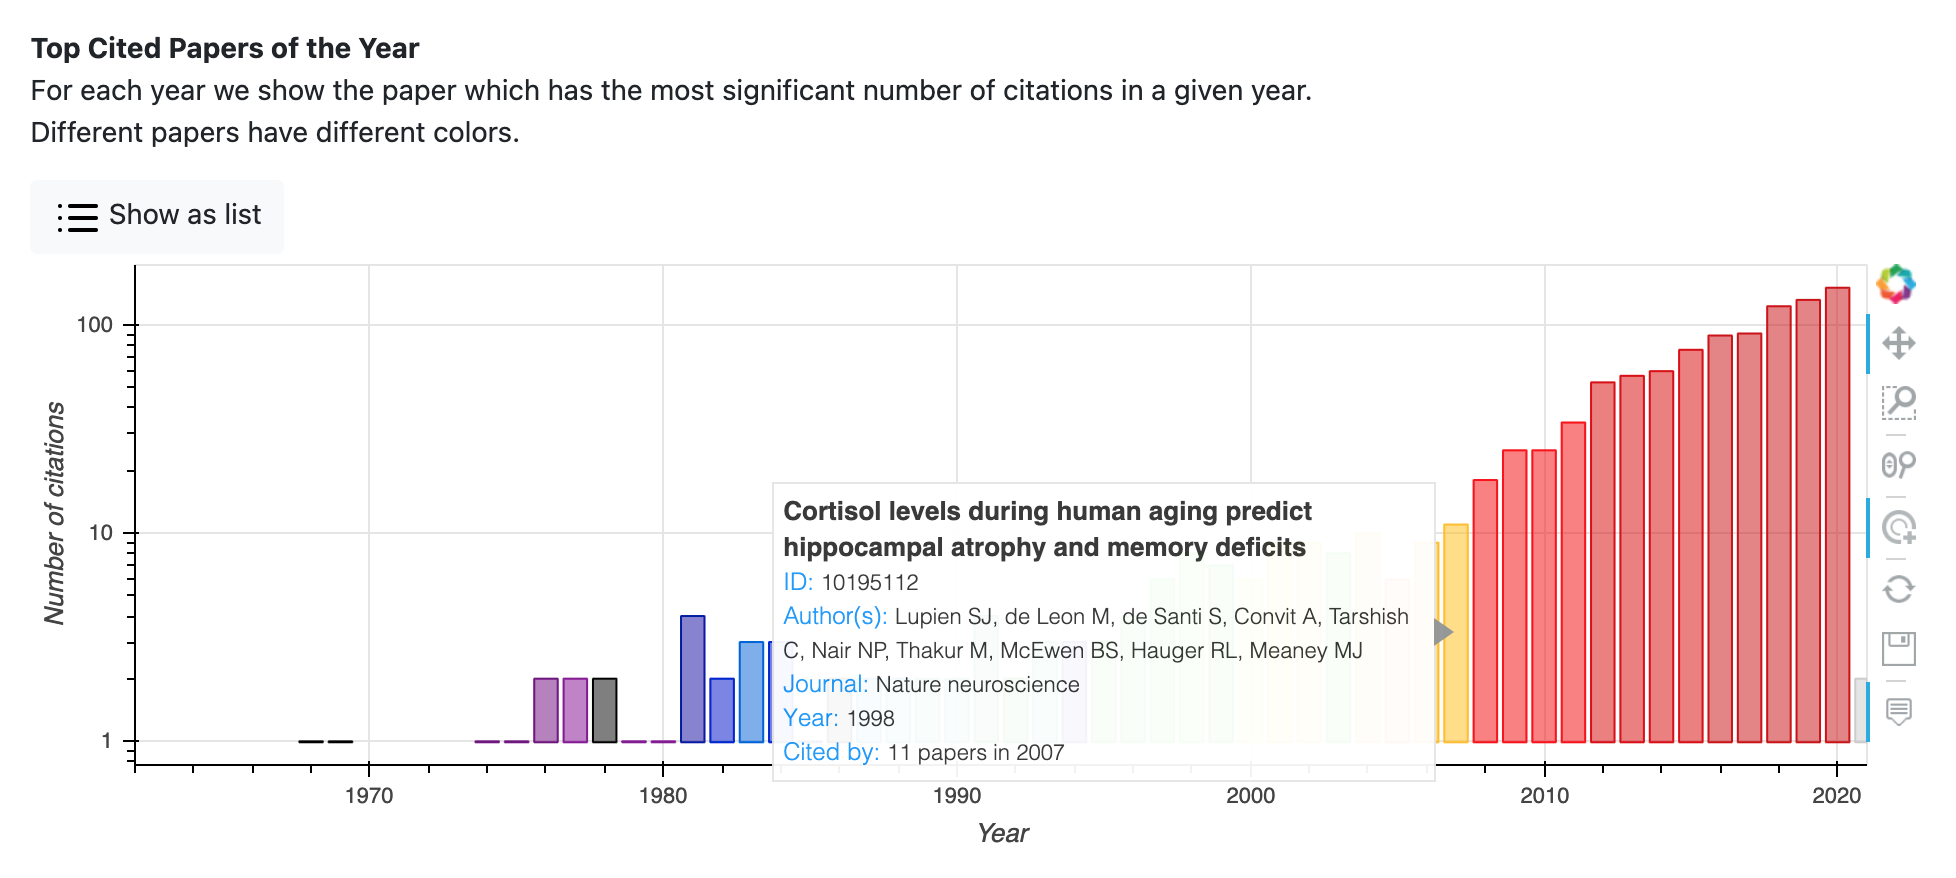 Top Cited Papers of the Year
For each year we show the paper which has the most significant number of citations in a given year.
Different papers have different colors.
Show as list
100
10
1
Number of citations
Cortisol levels during human aging predict
hippocampal atrophy and memory deficits
ID: 10195112
Author(s): Lupien SJ, de Leon M, de Santi S, Convit A, Tarshish
C, Nair NP, Thakur M, McEwen BS, Hauger RL, Meaney MJ
Journal: Nature neuroscience
Year: 1998
Cited by: 11 papers in 2007
1970
1980
1990
2000
2010
2020
Year